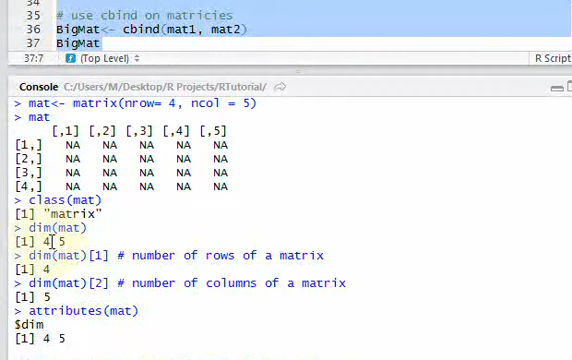 34
35 # use cbind on matricies
36 BigMat<- cbind(mat1, mat2)
37 BigMat
37:7 (Top Level) R Script
Console C:/Users/M/Desktop/R Projects/RTutorial/
> mat<- matrix(nrow= 4, ncol = 5)
> mat
[,1] [,2] [,3] [,4] [,5]
[1,] NA NA NA NA NA
[2,] NA NA NA NA NA
[3,] NA NA NA NA NA
[4,] NA NA NA NA NA
> class(mat)
[1] "matrix"
> dim(mat)
[1] 4 5
> dim(mat)[1] # number of rows of a matrix
[1] 4
> dim(mat)[2] # number of columns of a matrix
[1] 5
> attributes(mat)
$dim
[1] 4 5